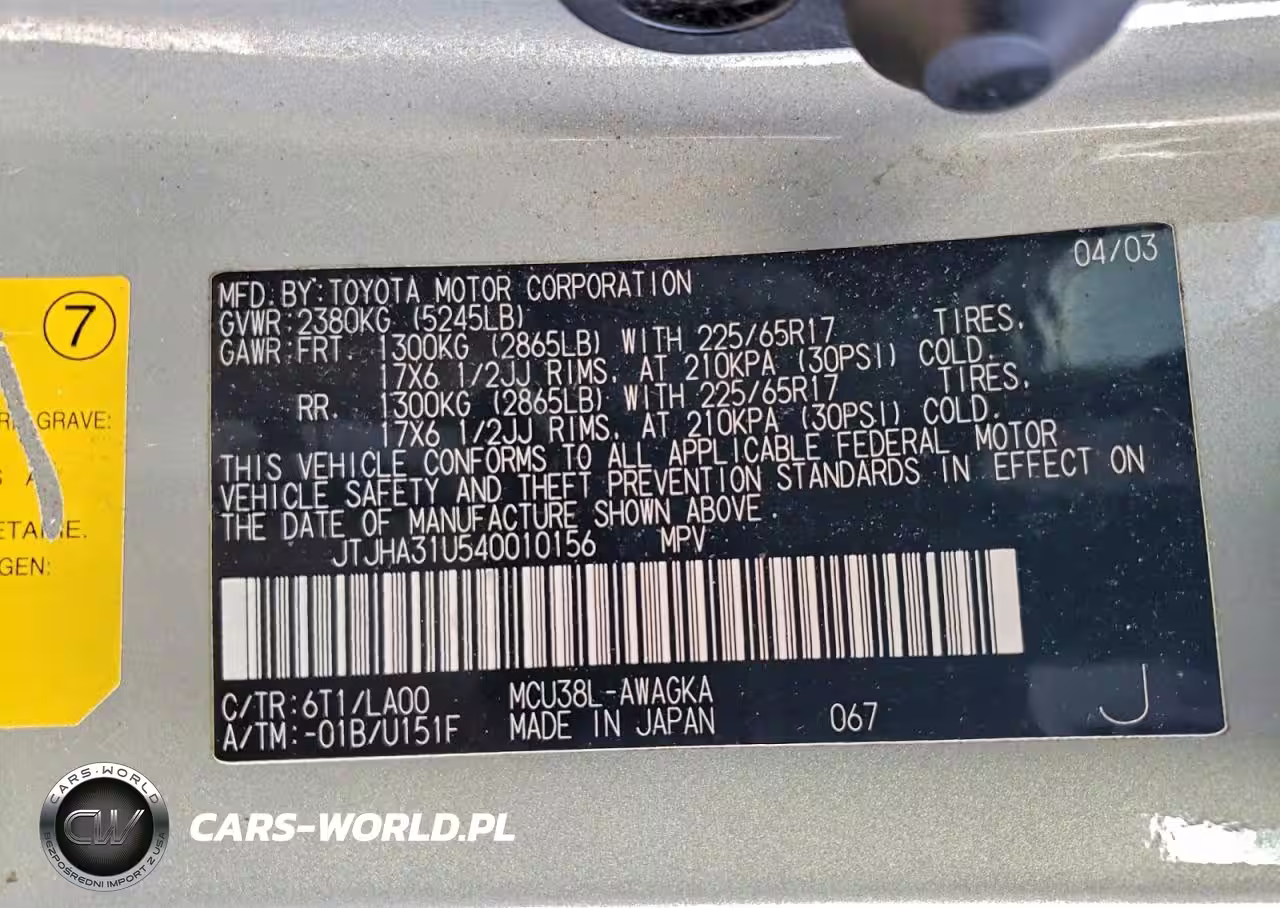 04/03
MFD. BY: TOYOTA MOTOR CORPORATION
GVWR: 2380KG (5245LB)
GAWR: FRT. 1300KG (2865LB) WITH 225/65R17 TIRES,
17X6 1/2JJ RIMS, AT 210KPA (30PSI) COLD.
RR. 1300KG (2865LB) WITH 225/65R17 TIRES,
17X6 1/2JJ RIMS, AT 210KPA (30PSI) COLD.
THIS VEHICLE CONFORMS TO ALL APPLICABLE FEDERAL MOTOR
VEHICLE SAFETY AND THEFT PREVENTION STANDARDS IN EFFECT ON
THE DATE OF MANUFACTURE SHOWN ABOVE.
JTJHA31U540010156 MPV
C/TR: 6T1/LA00 MCU38L-AWAGKA
A/TM: -01B/U151F MADE IN JAPAN 067 J
7
GRAVE:
GEN:
CARS-WORLD
CW
BEZPOŚREDNI IMPORT Z USA
CARS-WORLD.PL